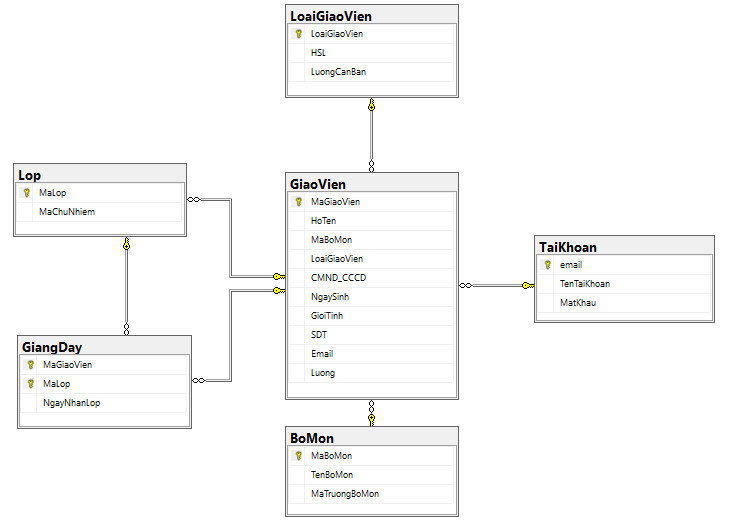 LoaiGiaoVien
LoaiGiaoVien
HSL
LuongCanBan
Lop
MaLop
MaChuNhiem
GiaoVien
MaGiaoVien
HoTen
MaBoMon
LoaiGiaoVien
CMND_CCCD
NgaySinh
GioiTinh
SDT
Email
Luong
TaiKhoan
email
TenTaiKhoan
MatKhau
GiangDay
MaGiaoVien
MaLop
NgayNhanLop
BoMon
MaBoMon
TenBoMon
MaTruongBoMon